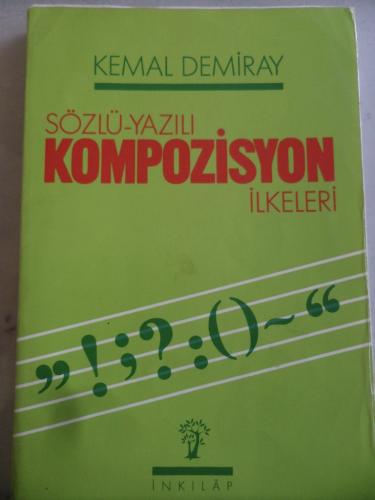 KEMAL DEMİRAY
SÖZLÜ-YAZILI
KOMPOZİSYON
İLKELERİ
” ! ; ? : ( ) ~ “
İNKILÂP